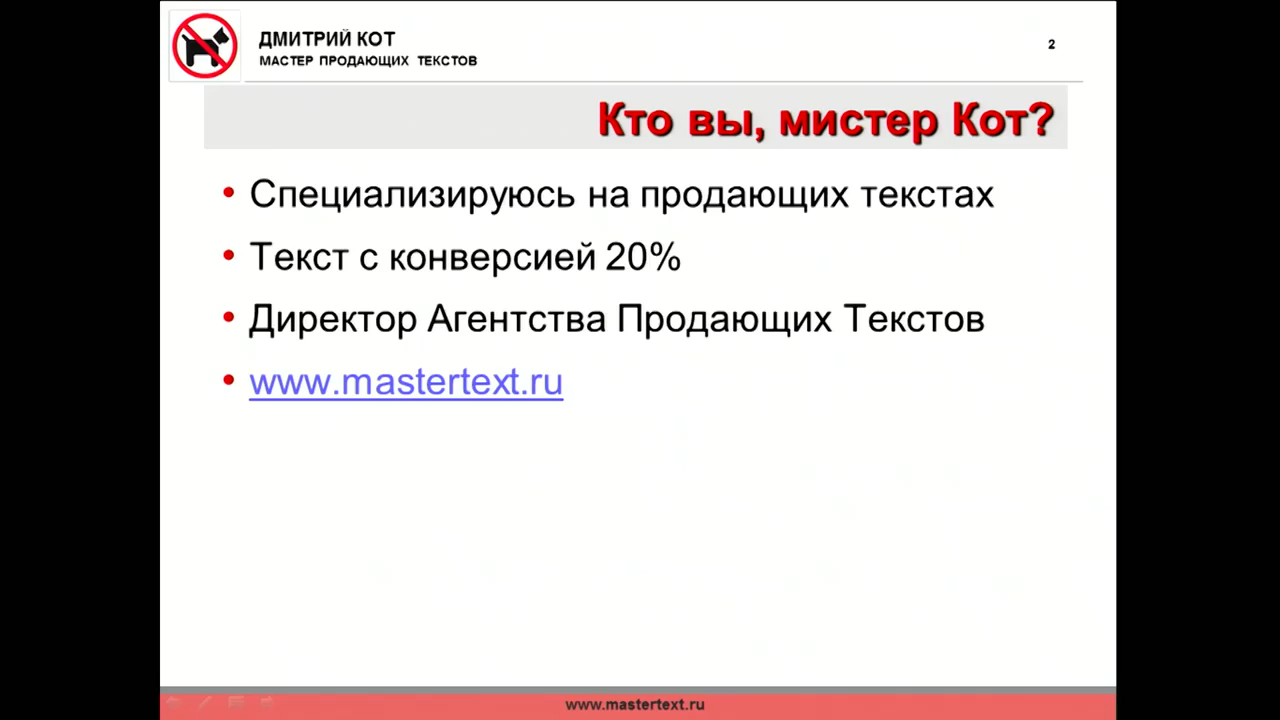 ДМИТРИЙ КОТ
МАСТЕР ПРОДАЮЩИХ ТЕКСТОВ
2
Кто вы, мистер Кот?
• Специализируюсь на продающих текстах
• Текст с конверсией 20%
• Директор Агентства Продающих Текстов
• www.mastertext.ru
www.mastertext.ru